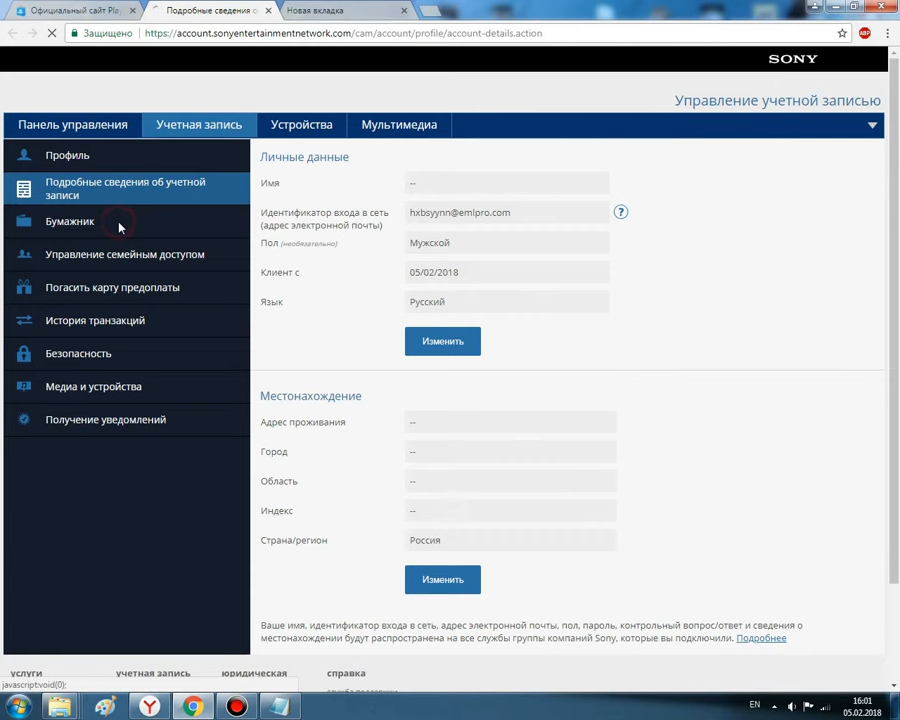 Официальный сайт Play
Подробные сведения о
Новая вкладка
Защищено
https://account.sonyentertainmentnetwork.com/cam/account/profile/account-details.action
ABP
SONY
Управление учетной записью
Панель управления
Учетная запись
Устройства
Мультимедиа
Профиль
Подробные сведения об учетной
записи
Бумажник
Управление семейным доступом
Погасить карту предоплаты
История транзакций
Безопасность
Медиа и устройства
Получение уведомлений
Личные данные
Имя
--
Идентификатор входа в сеть
(адрес электронной почты)
hxbsyynn@emlpro.com
?
Пол (необязательно)
Мужской
Клиент с
05/02/2018
Язык
Русский
Изменить
Местонахождение
Адрес проживания
--
Город
--
Область
--
Индекс
--
Страна/регион
Россия
Изменить
Ваше имя, идентификатор входа в сеть, адрес электронной почты, пол, пароль, контрольный вопрос/ответ и сведения о
местонахождении будут распространена на все службы группы компаний Sony, которые вы подключили. Подробнее
услуги
учетная запись
юридическая
справка
javascript:void(0);
служба поддержки
EN
16:01
05.02.2018